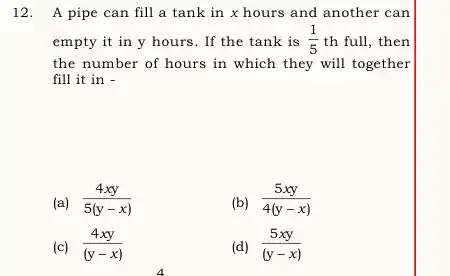 12. A pipe can fill a tank in x hours and another can
empty it in y hours. If the tank is 1/5 th full, then
the number of hours in which they will together
fill it in -
(a) 4xy/5(y – x) (b) 5xy/4(y – x)
(c) 4xy/(y – x) (d) 5xy/(y – x)
4